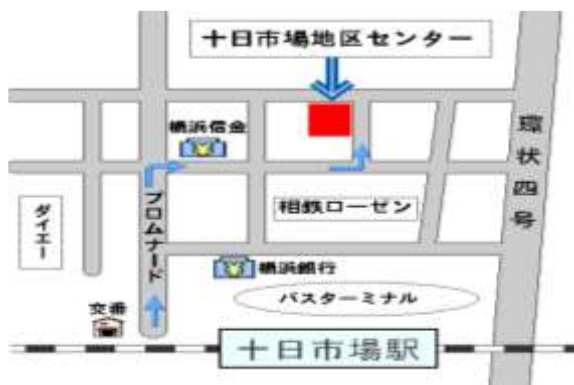 十日市場地区センター
横浜信金
環状四号
ダイエー
プロムナード
相鉄ローゼン
横浜銀行
バスターミナル
交番
十日市場駅